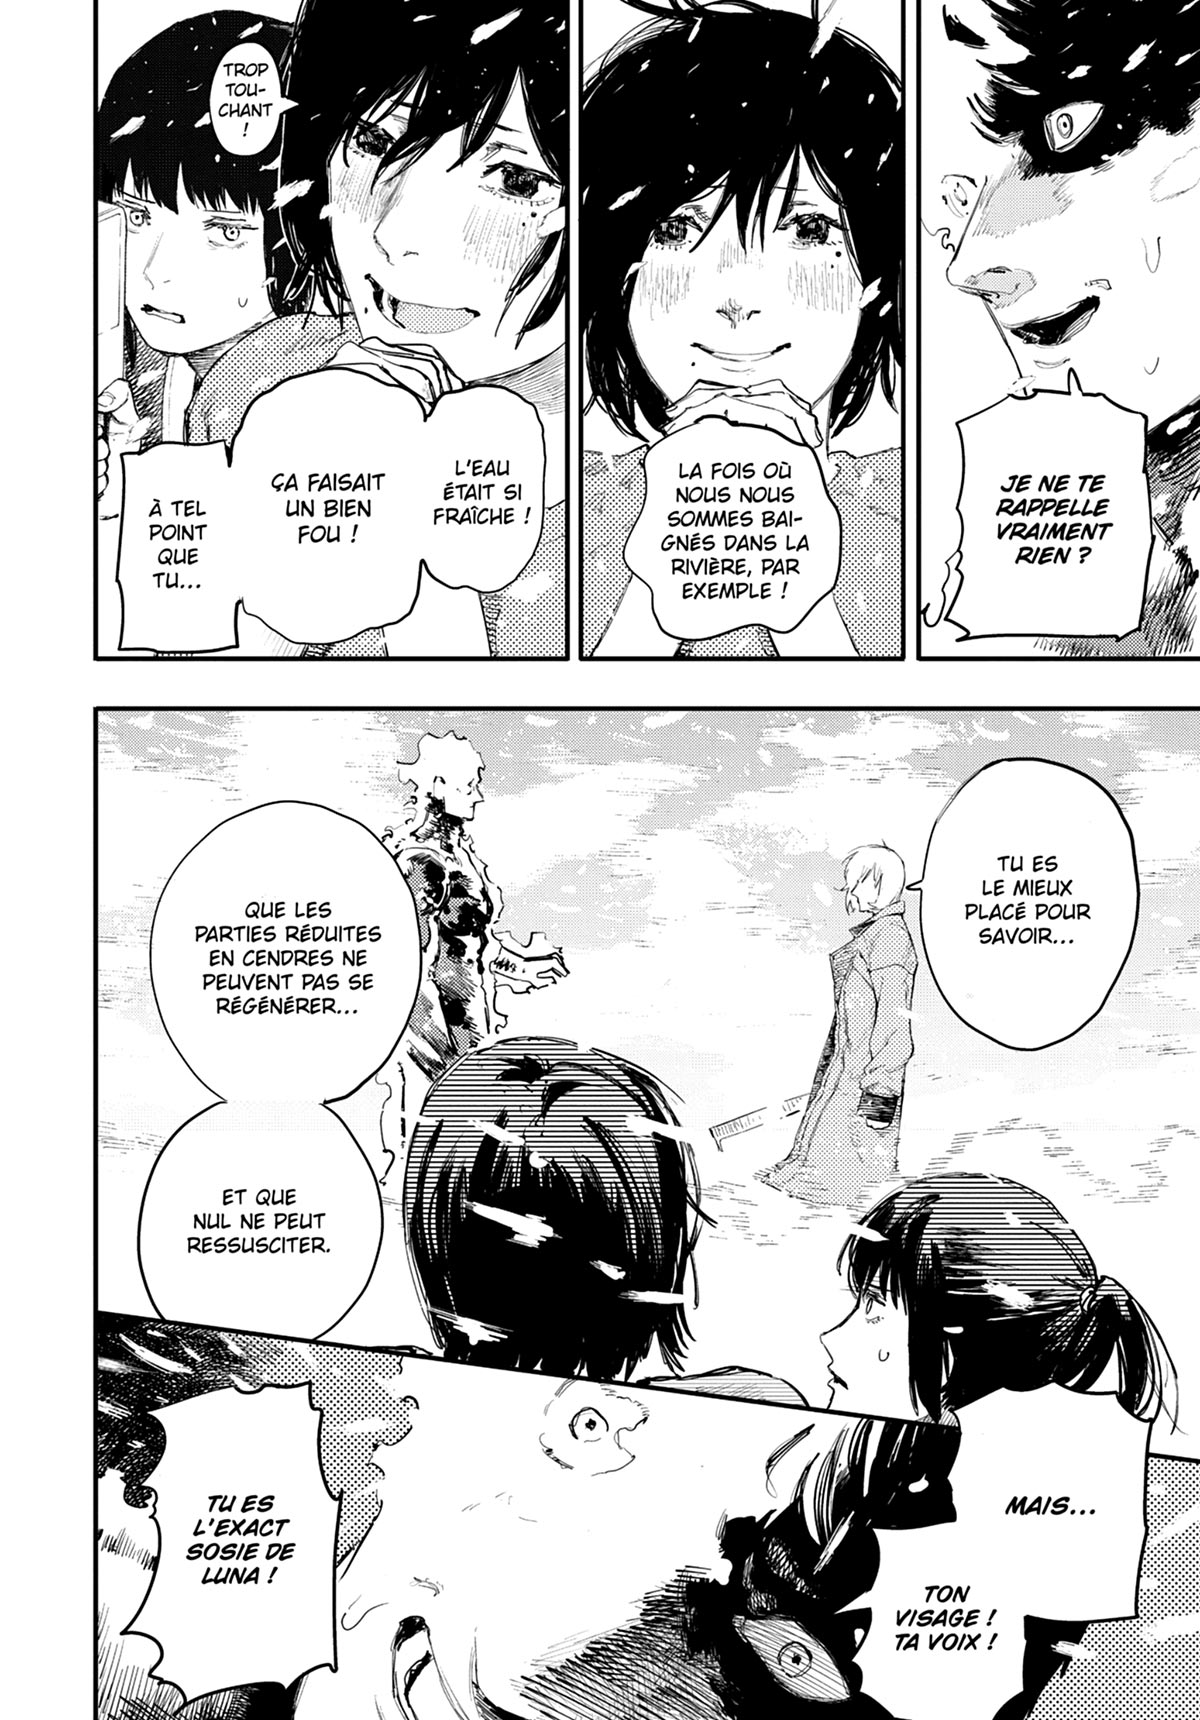 JE NE TE
RAPPELLE
VRAIMENT
RIEN ?
LA FOIS OÙ
NOUS NOUS
SOMMES BAI-
GNÉS DANS LA
RIVIÈRE, PAR
EXEMPLE !
L'EAU
ÉTAIT SI
FRAÎCHE !
ÇA FAISAIT
UN BIEN
FOU !
À TEL
POINT
QUE
TU...
TROP
TOU-
CHANT
!
TU ES
LE MIEUX
PLACÉ POUR
SAVOIR...
QUE LES
PARTIES RÉDUITES
EN CENDRES NE
PEUVENT PAS SE
RÉGÉNÉRER...
ET QUE
NUL NE PEUT
RESSUSCITER.
MAIS...
TON
VISAGE !
TA VOIX !
TU ES
L'EXACT
SOSIE DE
LUNA !